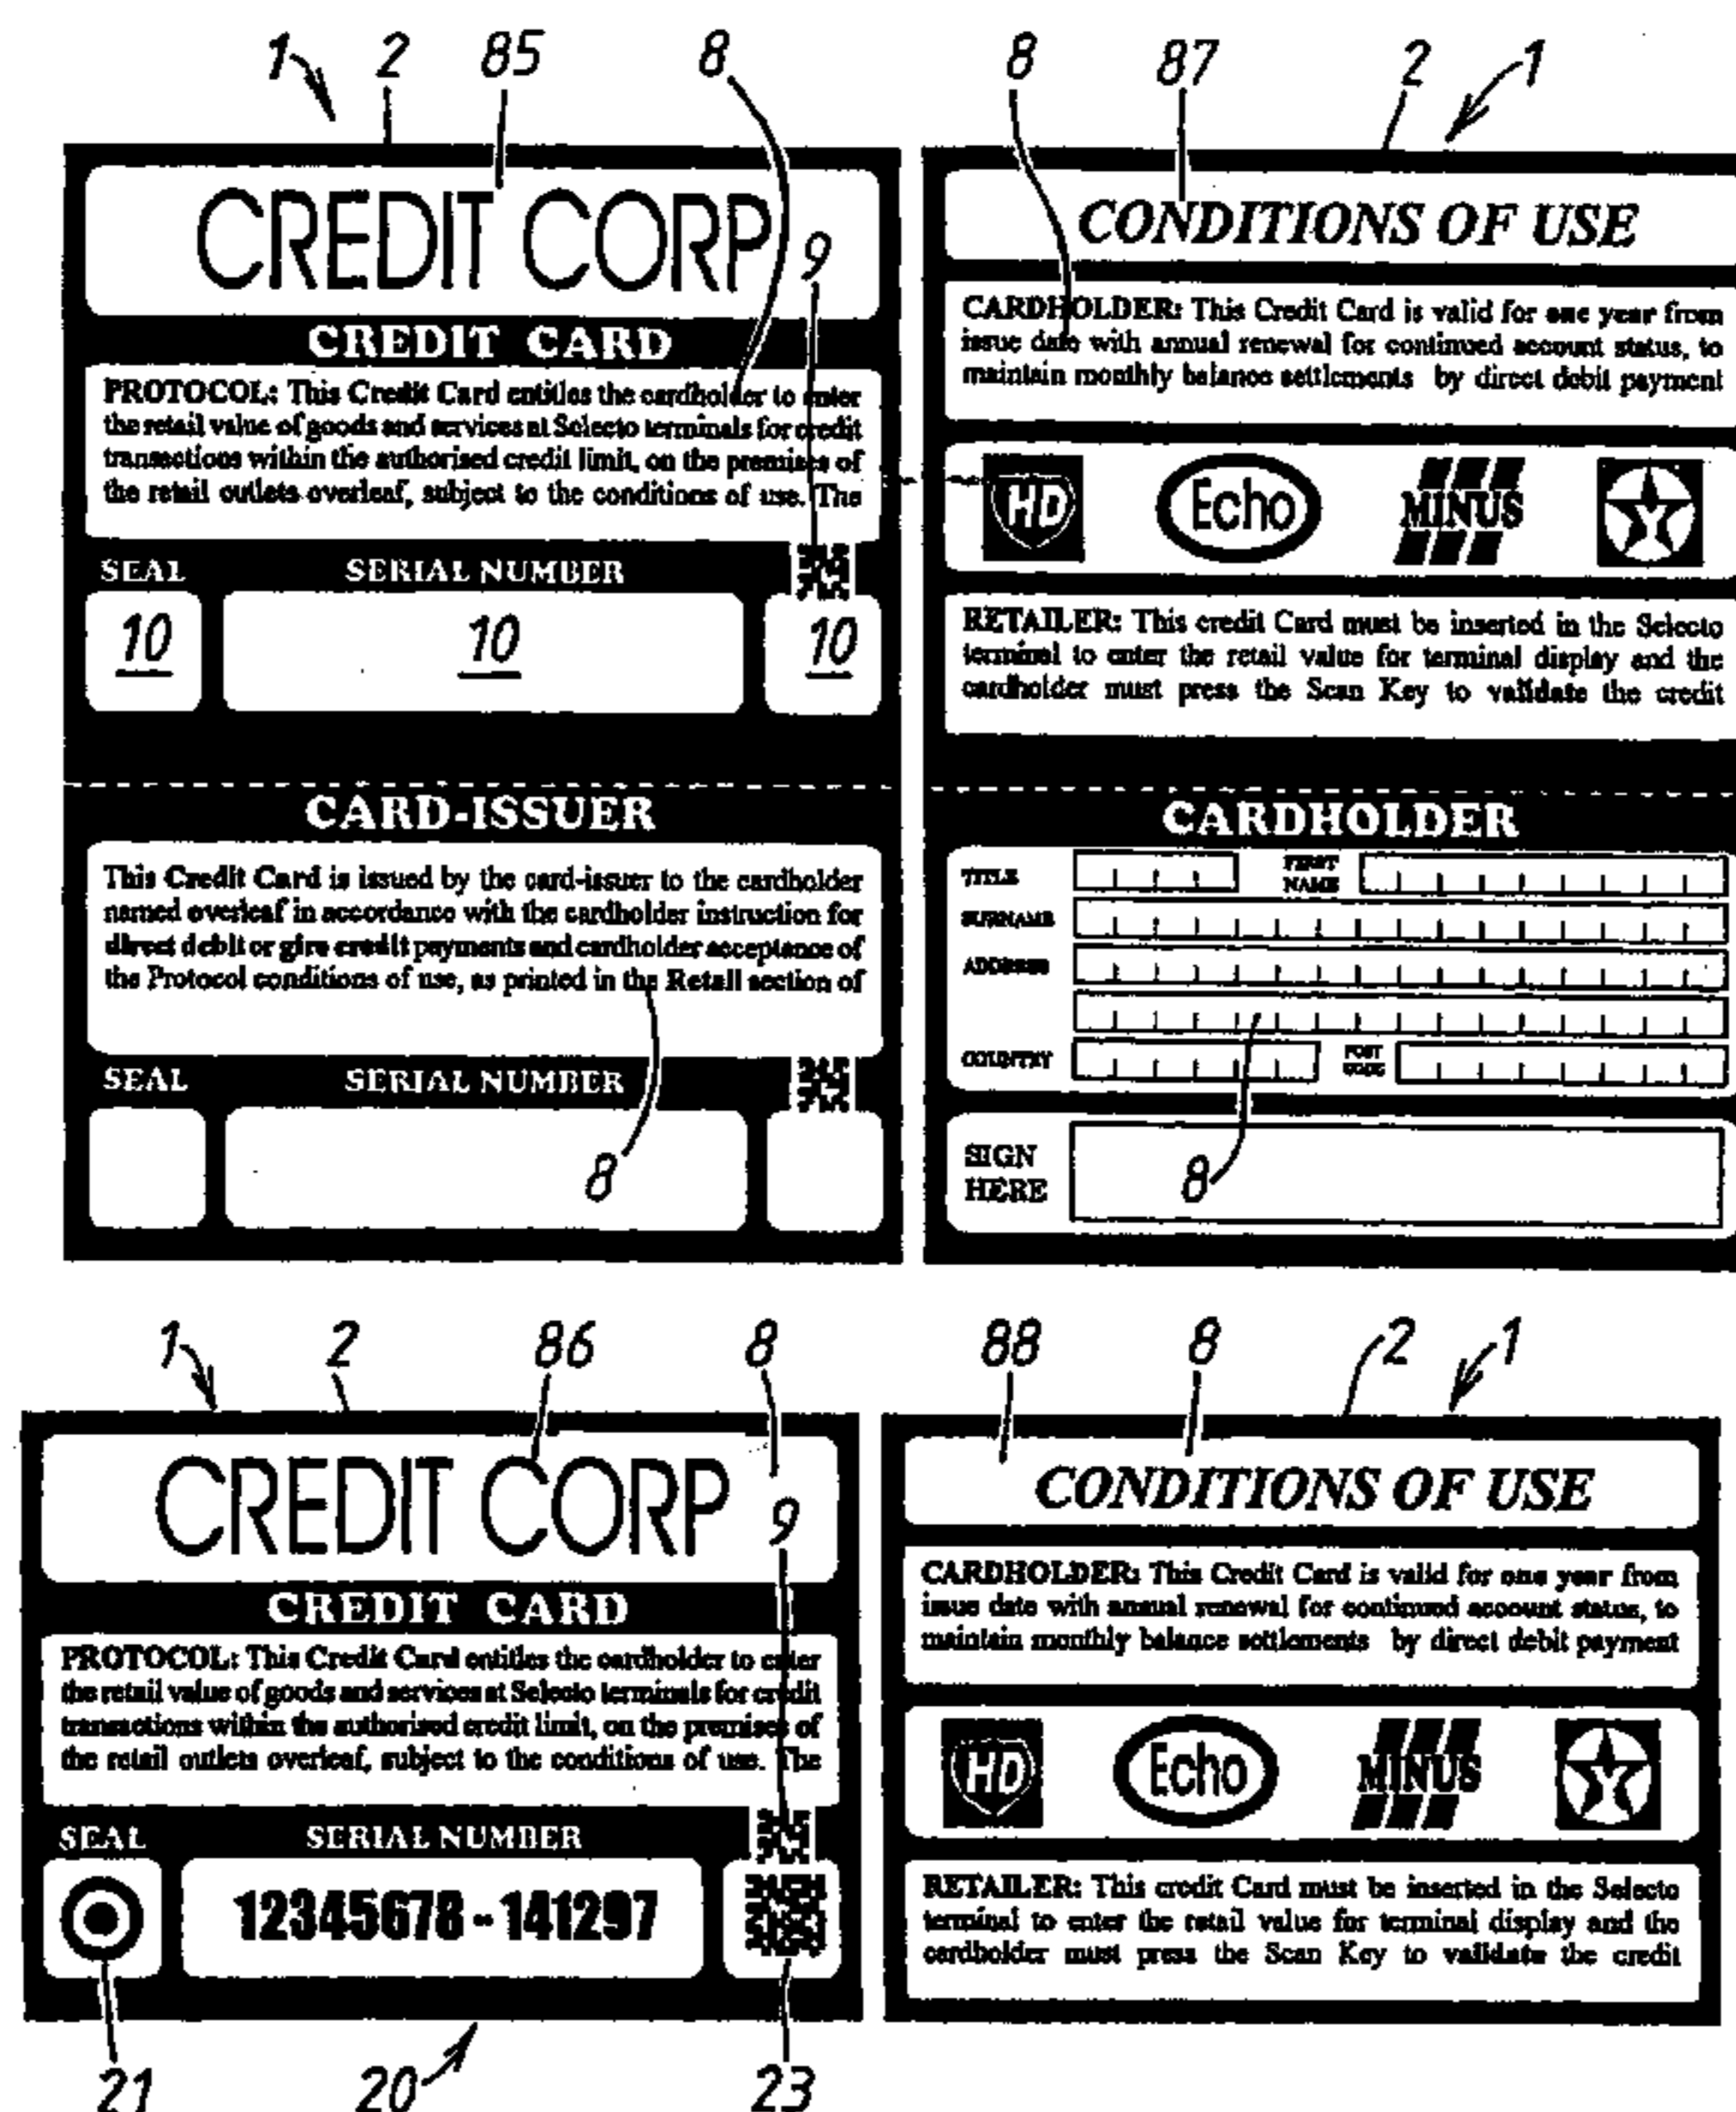 1 2 85 8
8 87 2 1
CREDIT CORP
9
CREDIT CARD
PROTOCOL: This Credit Card entitles the cardholder to enter
the retail value of goods and services at Selecto terminals for credit
transactions within the authorised credit limit, on the premises of
the retail outlets overleaf, subject to the conditions of use. The
SEAL SERIAL NUMBER
10 10 10
CARD-ISSUER
This Credit Card is issued by the card-issuer to the cardholder
named overleaf in accordance with the cardholder instruction for
direct debit or giro credit payments and cardholder acceptance of
the Protocol conditions of use, as printed in the Retail section of
SEAL SERIAL NUMBER
8
CONDITIONS OF USE
CARDHOLDER: This Credit Card is valid for one year from
issue date with annual renewal for continued account status, to
maintain monthly balance settlements by direct debit payment
HD Echo MINUS
RETAILER: This credit Card must be inserted in the Selecto
terminal to enter the retail value for terminal display and the
cardholder must press the Scan Key to validate the credit
CARDHOLDER
TITLE FIRST NAME
SURNAME
ADDRESS
COUNTRY POST CODE
SIGN
HERE
8
1 2 86 8
88 8 2 1
CREDIT CORP
9
CREDIT CARD
PROTOCOL: This Credit Card entitles the cardholder to enter
the retail value of goods and services at Selecto terminals for credit
transactions within the authorised credit limit, on the premises of
the retail outlets overleaf, subject to the conditions of use. The
SEAL SERIAL NUMBER
12345678 - 141297
21 20 23
CONDITIONS OF USE
CARDHOLDER: This Credit Card is valid for one year from
issue date with annual renewal for continued account status, to
maintain monthly balance settlements by direct debit payment
HD Echo MINUS
RETAILER: This credit Card must be inserted in the Selecto
terminal to enter the retail value for terminal display and the
cardholder must press the Scan Key to validate the credit